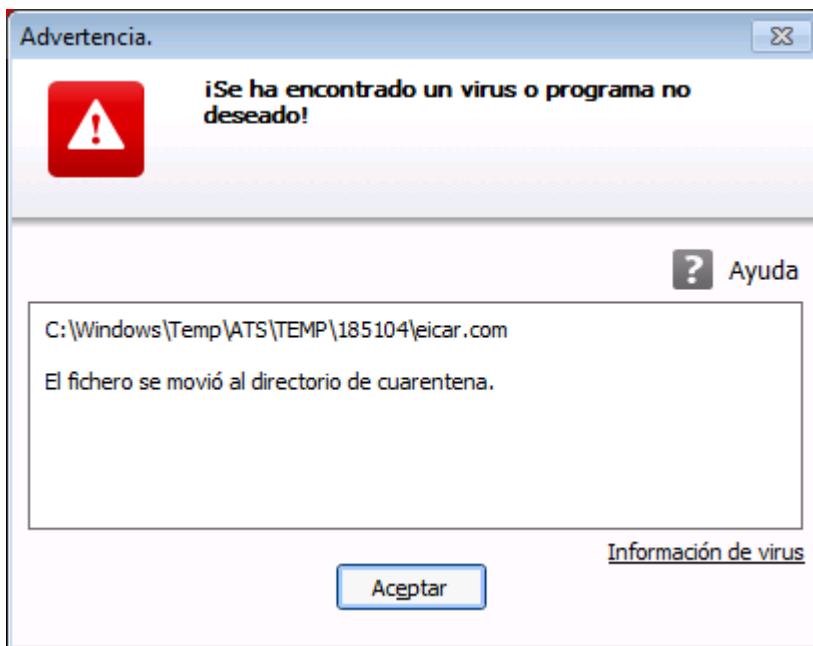 Advertencia.
¡Se ha encontrado un virus o programa no
deseado!
? Ayuda
C:\Windows\Temp\ATS\TEMP\185104\eicar.com
El fichero se movió al directorio de cuarentena.
Información de virus
Aceptar